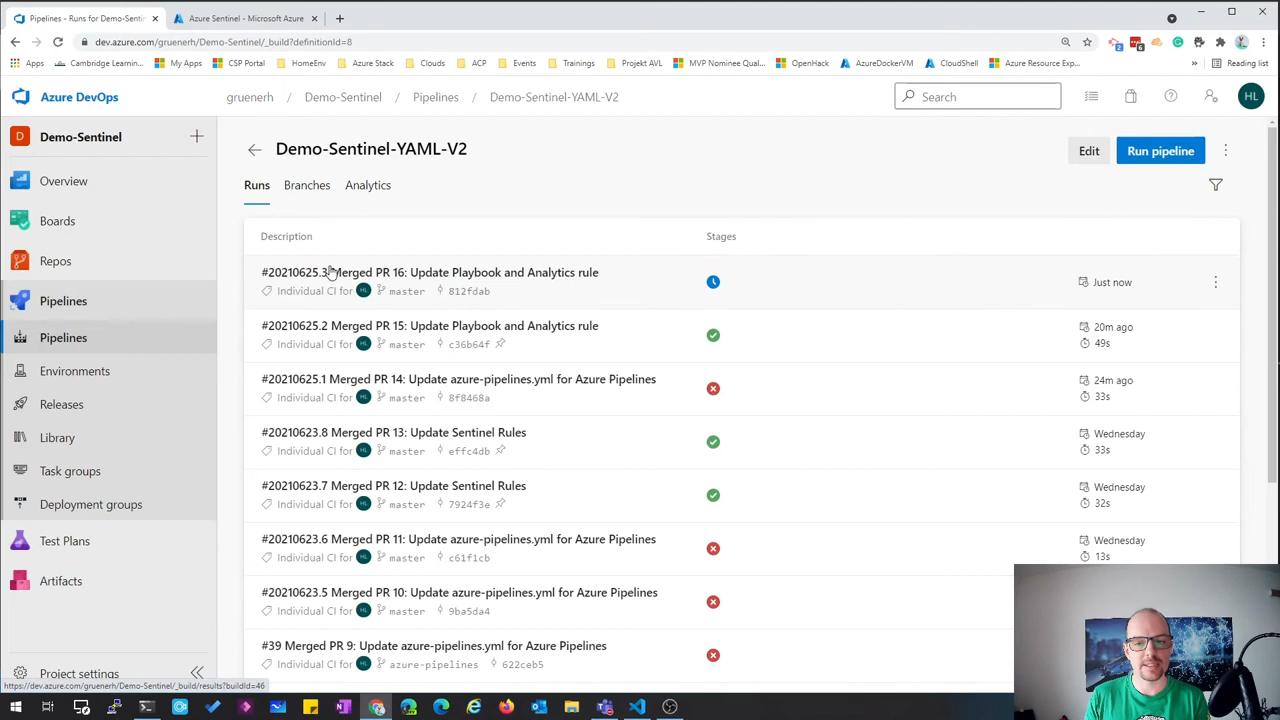 Pipelines - Runs for Demo-Sentin
Azure Sentinel - Microsoft Azure
dev.azure.com/gruenerh/Demo-Sentinel/_build?definitionId=8
Apps
Cambridge Learning...
My Apps
CSP Portal
HomeEnv
Azure Stack
Clouds
ACP
Events
Trainings
Projekt AVL
MVP Nominee Qual...
OpenHack
AzureDockerVM
CloudShell
Azure Resource Exp...
Reading list
Azure DevOps
gruenerh / Demo-Sentinel / Pipelines / Demo-Sentinel-YAML-V2
Search
HL
D
Demo-Sentinel
Overview
Boards
Repos
Pipelines
Pipelines
Environments
Releases
Library
Task groups
Deployment groups
Test Plans
Artifacts
Project settings
Demo-Sentinel-YAML-V2
Edit
Run pipeline
Runs
Branches
Analytics
Description
Stages
#20210625.3 Merged PR 16: Update Playbook and Analytics rule
Individual CI for HL master 812fdab
Just now
#20210625.2 Merged PR 15: Update Playbook and Analytics rule
Individual CI for HL master c36b64f
20m ago
49s
#20210625.1 Merged PR 14: Update azure-pipelines.yml for Azure Pipelines
Individual CI for HL master 8f8468a
24m ago
33s
#20210623.8 Merged PR 13: Update Sentinel Rules
Individual CI for HL master effc4db
Wednesday
33s
#20210623.7 Merged PR 12: Update Sentinel Rules
Individual CI for HL master 7924f3e
Wednesday
32s
#20210623.6 Merged PR 11: Update azure-pipelines.yml for Azure Pipelines
Individual CI for HL master c61f1cb
Wednesday
13s
#20210623.5 Merged PR 10: Update azure-pipelines.yml for Azure Pipelines
Individual CI for HL master 9ba5da4
#39 Merged PR 9: Update azure-pipelines.yml for Azure Pipelines
Individual CI for HL azure-pipelines 622ceb5
https://dev.azure.com/gruenerh/Demo-Sentinel/_build/results?buildId=46